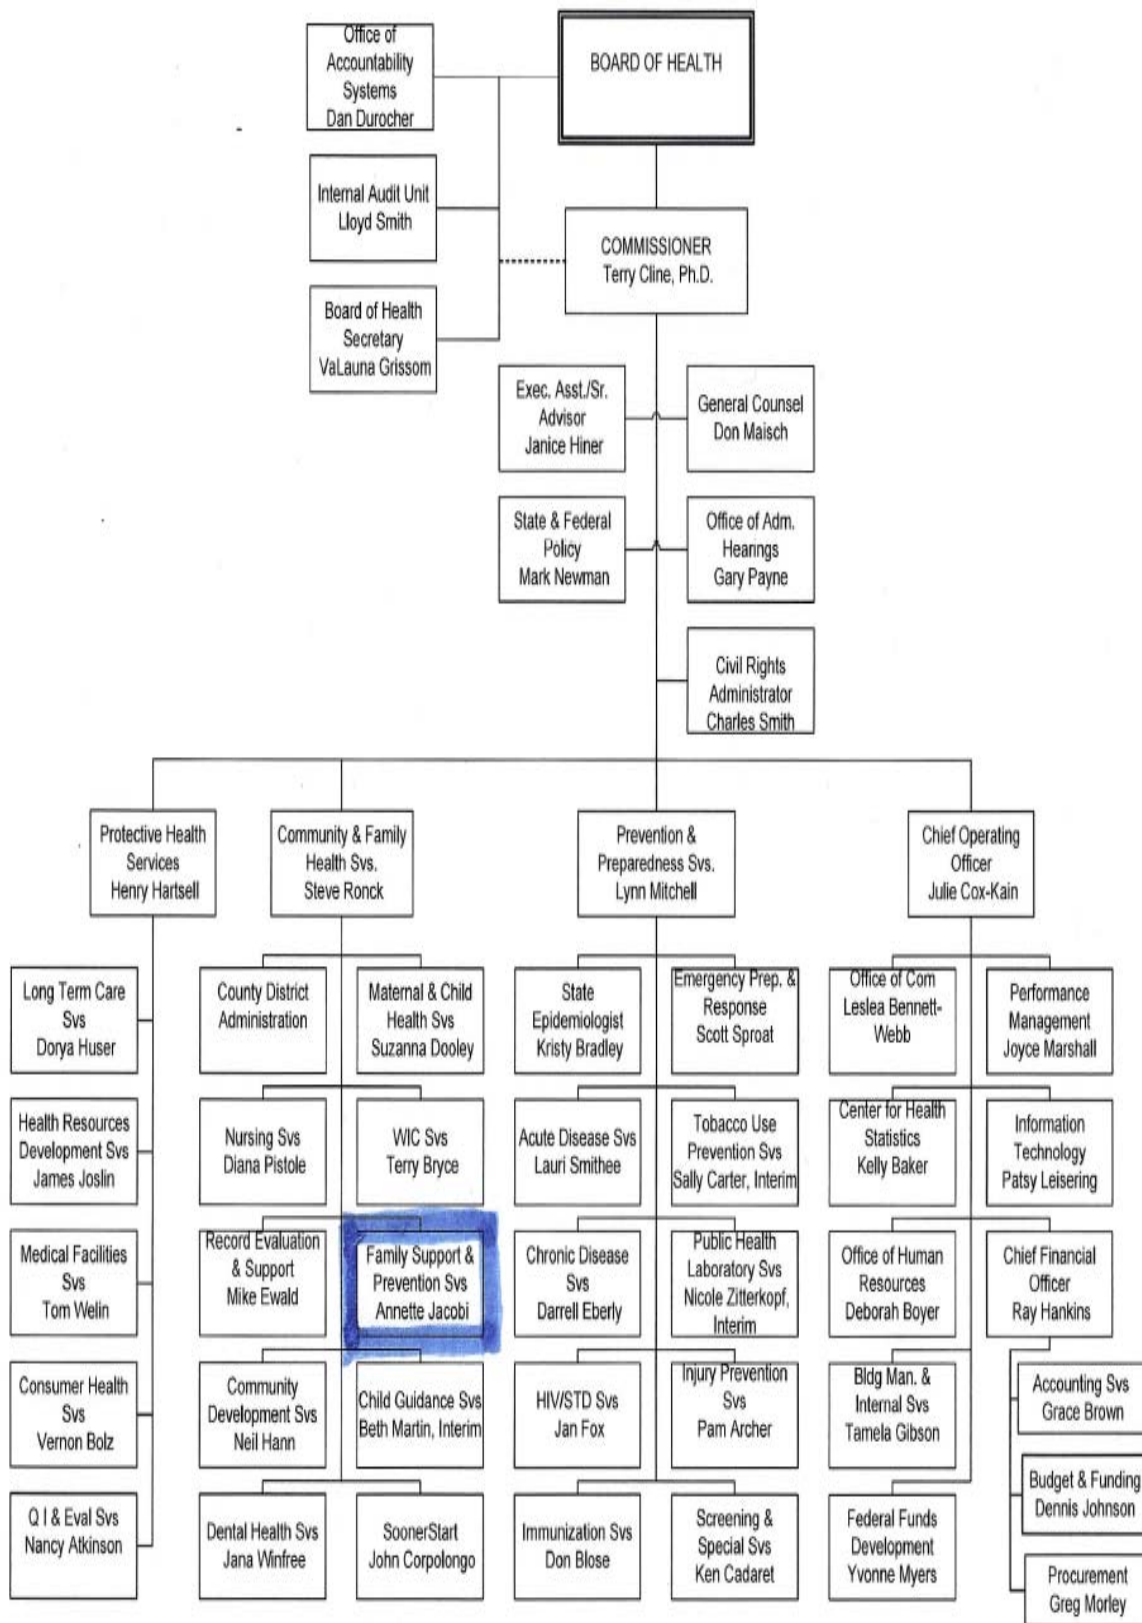 Office of
Accountability
Systems
Dan Durocher
BOARD OF HEALTH
Internal Audit Unit
Lloyd Smith
COMMISSIONER
Terry Cline, Ph.D.
Board of Health
Secretary
VaLauna Grissom
Exec. Asst./Sr.
Advisor
Janice Hiner
General Counsel
Don Maisch
State & Federal
Policy
Mark Newman
Office of Adm.
Hearings
Gary Payne
Civil Rights
Administrator
Charles Smith
Protective Health
Services
Henry Hartsell
Community & Family
Health Svs.
Steve Ronck
Prevention &
Preparedness Svs.
Lynn Mitchell
Chief Operating
Officer
Julie Cox-Kain
Long Term Care
Svs
Dorya Huser
County District
Administration
Maternal & Child
Health Svs
Suzanna Dooley
State
Epidemiologist
Kristy Bradley
Emergency Prep. &
Response
Scott Sproat
Office of Com
Leslea Bennett-
Webb
Performance
Management
Joyce Marshall
Health Resources
Development Svs
James Joslin
Nursing Svs
Diana Pistole
WIC Svs
Terry Bryce
Acute Disease Svs
Lauri Smithee
Tobacco Use
Prevention Svs
Sally Carter, Interim
Center for Health
Statistics
Kelly Baker
Information
Technology
Patsy Leisering
Medical Facilities
Svs
Tom Welin
Record Evaluation
& Support
Mike Ewald
Family Support &
Prevention Svs
Annette Jacobi
Chronic Disease
Svs
Darrell Eberly
Public Health
Laboratory Svs
Nicole Zitterkopf,
Interim
Office of Human
Resources
Deborah Boyer
Chief Financial
Officer
Ray Hankins
Consumer Health
Svs
Vernon Bolz
Community
Development Svs
Neil Hann
Child Guidance Svs
Beth Martin, Interim
HIV/STD Svs
Jan Fox
Injury Prevention
Svs
Pam Archer
Bldg Man. &
Internal Svs
Tamela Gibson
Accounting Svs
Grace Brown
Budget & Funding
Dennis Johnson
Q I & Eval Svs
Nancy Atkinson
Dental Health Svs
Jana Winfree
SoonerStart
John Corpolongo
Immunization Svs
Don Blose
Screening &
Special Svs
Ken Cadaret
Federal Funds
Development
Yvonne Myers
Procurement
Greg Morley